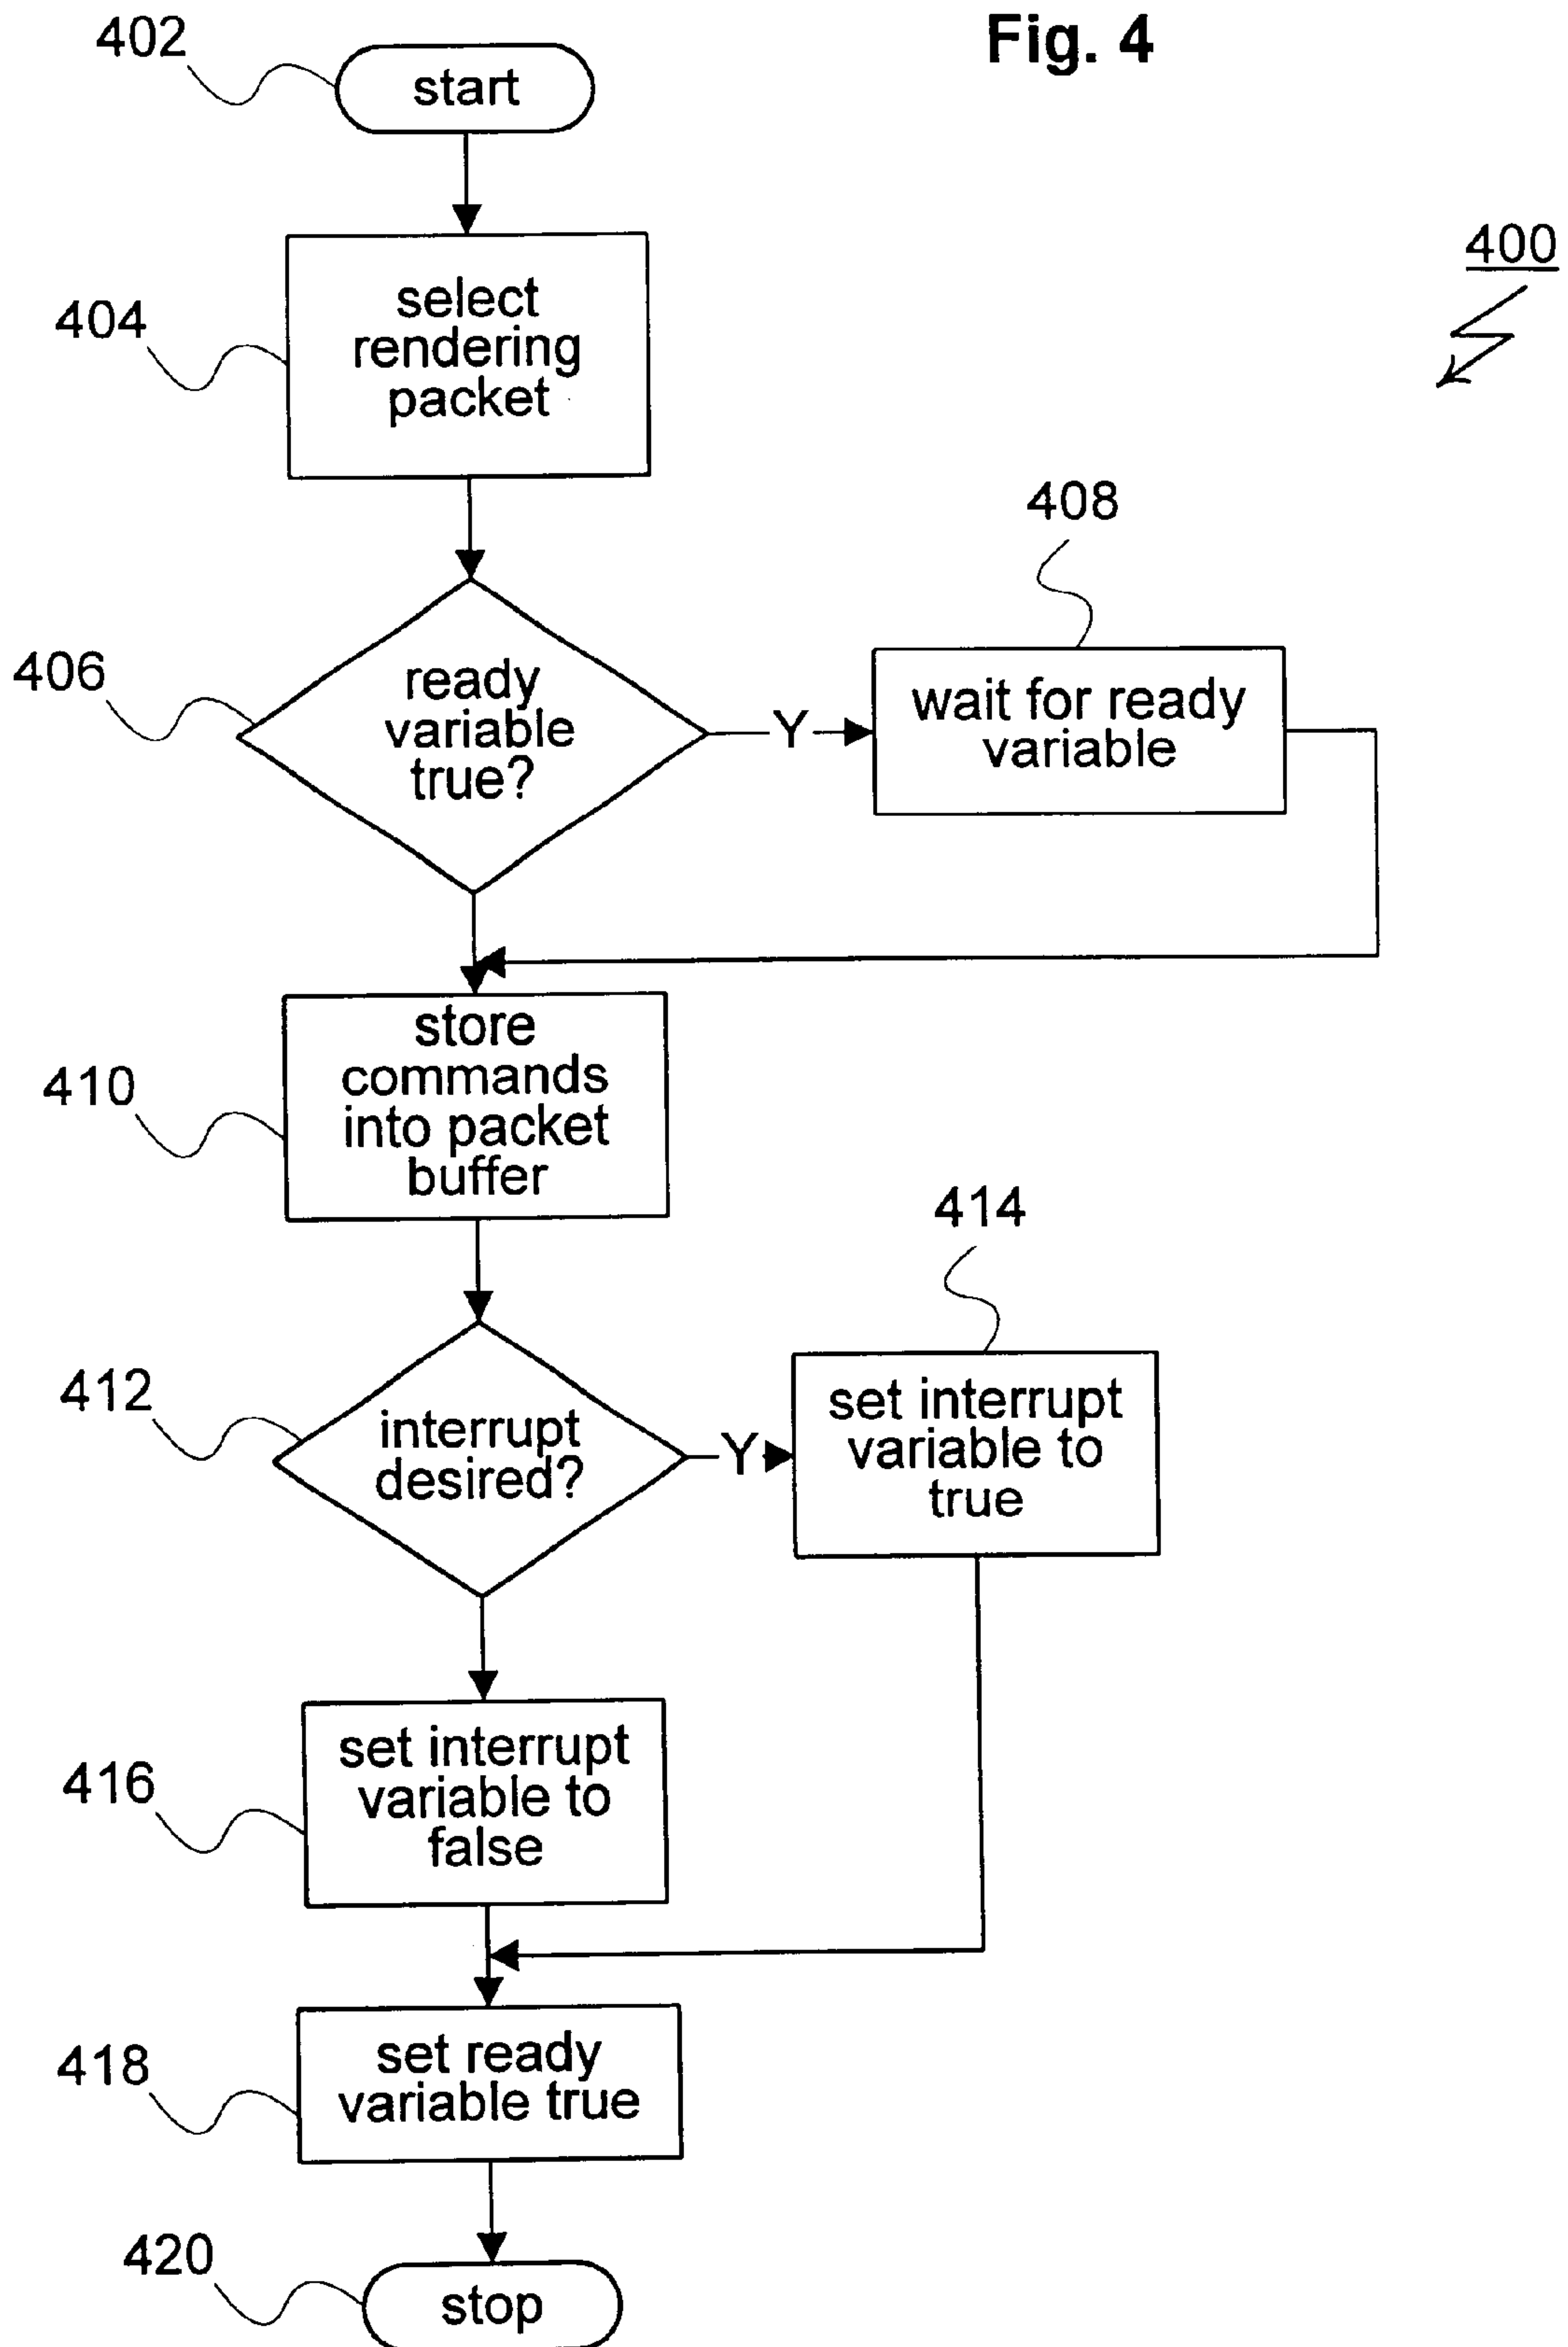 Fig. 4
402
start
400
404
select
rendering
packet
408
406
ready
variable
true?
Y
wait for ready
variable
410
store
commands
into packet
buffer
414
412
interrupt
desired?
Y
set interrupt
variable to
true
416
set interrupt
variable to
false
418
set ready
variable true
420
stop